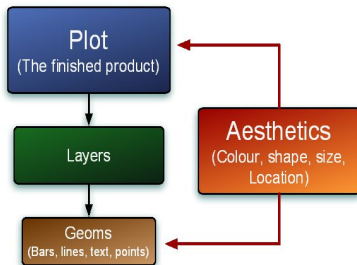 Plot
(The finished product)
Layers
Geoms
(Bars, lines, text, points)
Aesthetics
(Colour, shape, size,
Location)